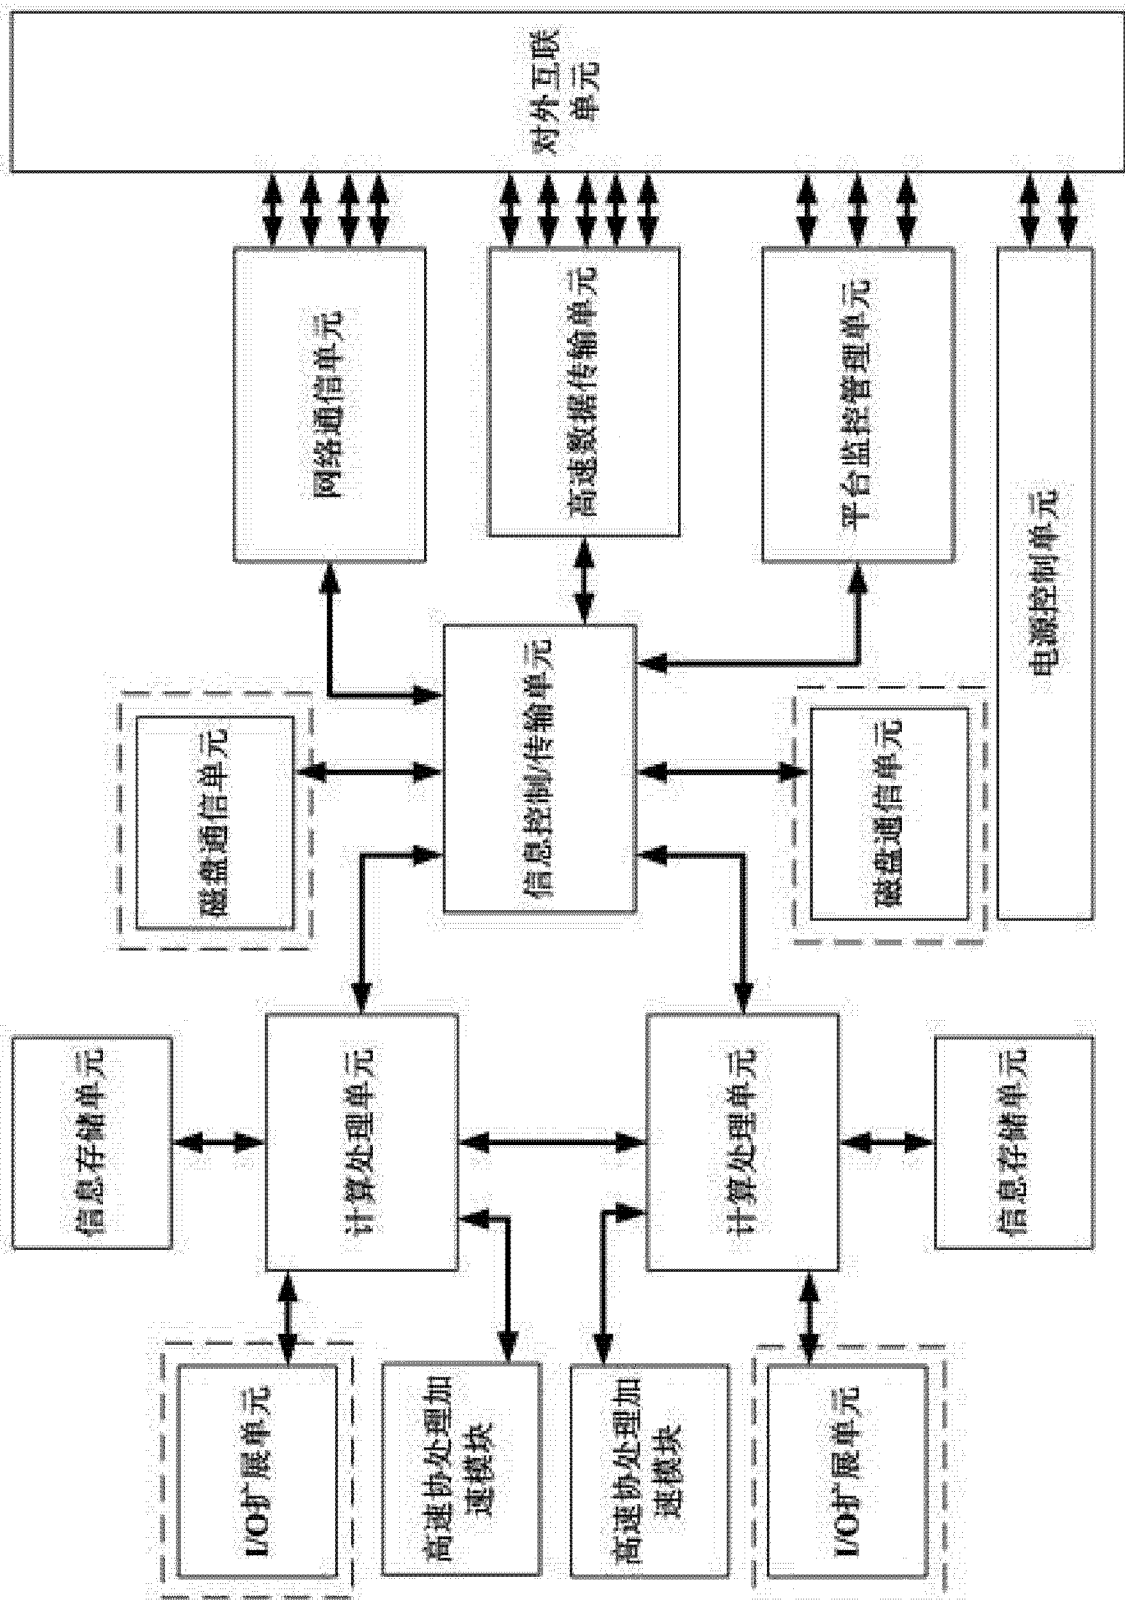 对外互联
单元
网络通信单元
高速数据传输单元
平台监控管理单元
电源控制单元
信息控制/传输单元
磁盘通信单元
磁盘通信单元
信息存储单元
计算处理单元
计算处理单元
信息存储单元
I/O扩展单元
高速协处理加
速模块
高速协处理加
速模块
I/O扩展单元